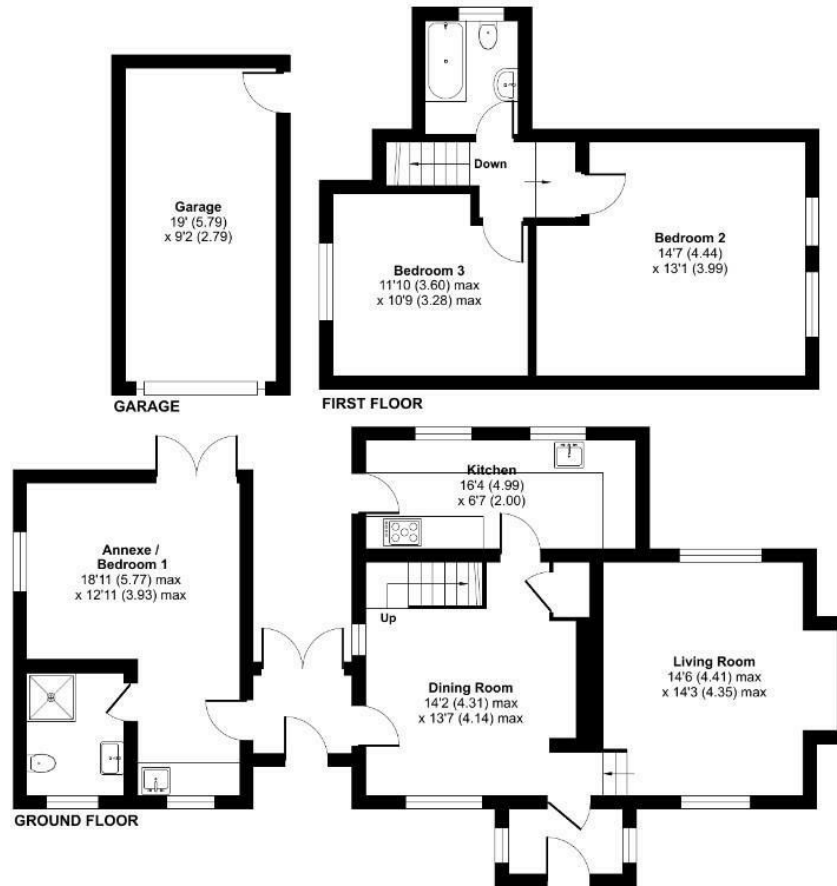 Garage
19' (5.79)
x 9'2 (2.79)
GARAGE
Down
Bedroom 3
11'10 (3.60) max
x 10'9 (3.28) max
Bedroom 2
14'7 (4.44)
x 13'1 (3.99)
FIRST FLOOR
Kitchen
16'4 (4.99)
x 6'7 (2.00)
Annexe /
Bedroom 1
18'11 (5.77) max
x 12'11 (3.93) max
Up
Dining Room
14'2 (4.31) max
x 13'7 (4.14) max
Living Room
14'6 (4.41) max
x 14'3 (4.35) max
GROUND FLOOR